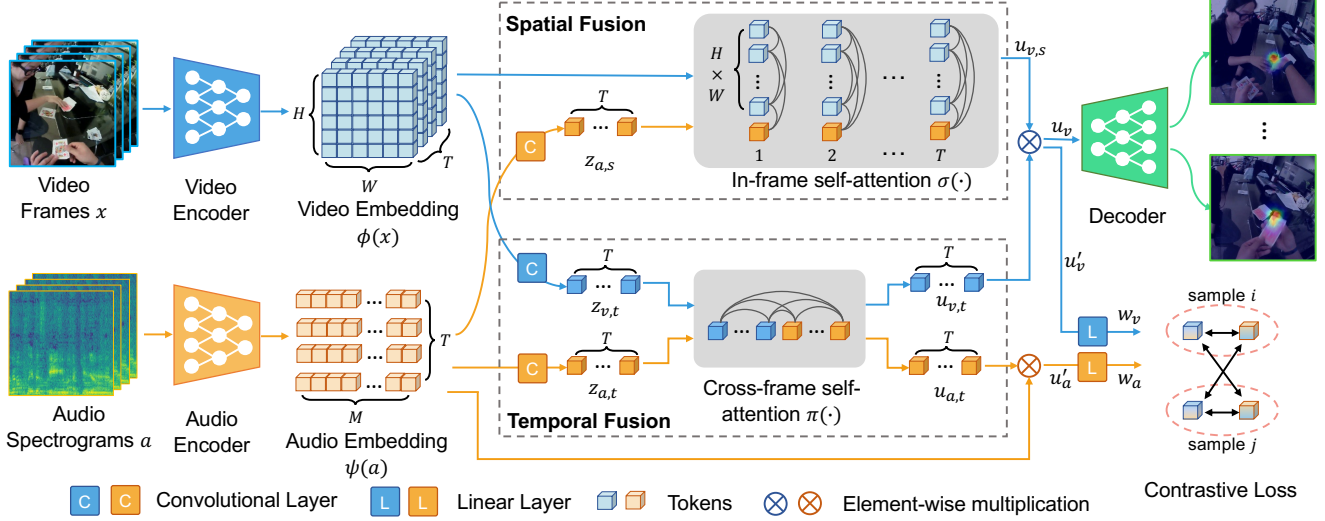 Spatial Fusion
H
×
W
1
2
...
T
In-frame self-attention σ(·)
T
C
z_{a,s}
u_{v,s}
u_v
Decoder
Video
Frames x
Video
Encoder
H
W
T
Video Embedding
ϕ(x)
Audio
Spectrograms a
Audio
Encoder
...
T
M
Audio Embedding
ψ(a)
C
T
z_{v,t}
C
T
z_{a,t}
Cross-frame self-
attention π(·)
T
u_{v,t}
T
u_{a,t}
Temporal Fusion
u'_v
L
w_v
u'_a
L
w_a
sample i
sample j
Contrastive Loss
C C Convolutional Layer
L L Linear Layer
Tokens
Element-wise multiplication